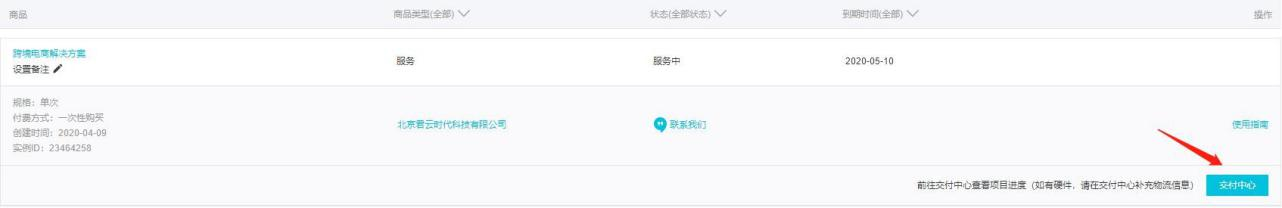 商品 商品类型(全部) 状态(全部状态) 到期时间(全部) 操作
跨境电商解决方案
设置备注
服务 服务中 2020-05-10
规格：单次
付费方式：一次性购买
创建时间：2020-04-09
实例ID：23464258
北京君云时代科技有限公司 联系我们 使用指南
前往交付中心查看项目进度（如有硬件，请在交付中心补充物流信息） 交付中心